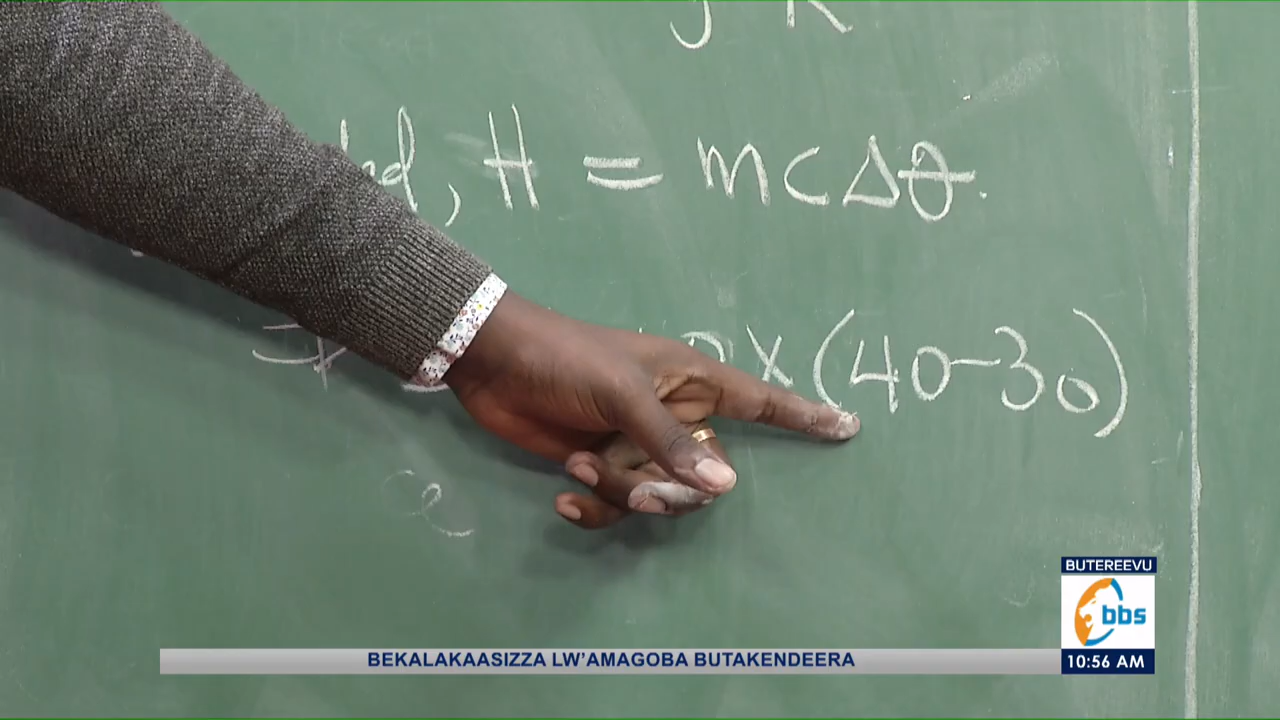 J K
, H = mcΔθ.
x (40-30)
BUTEREEVU
bbs
10:56 AM
BEKALAKAASIZZA LW'AMAGOBA BUTAKENDEERA